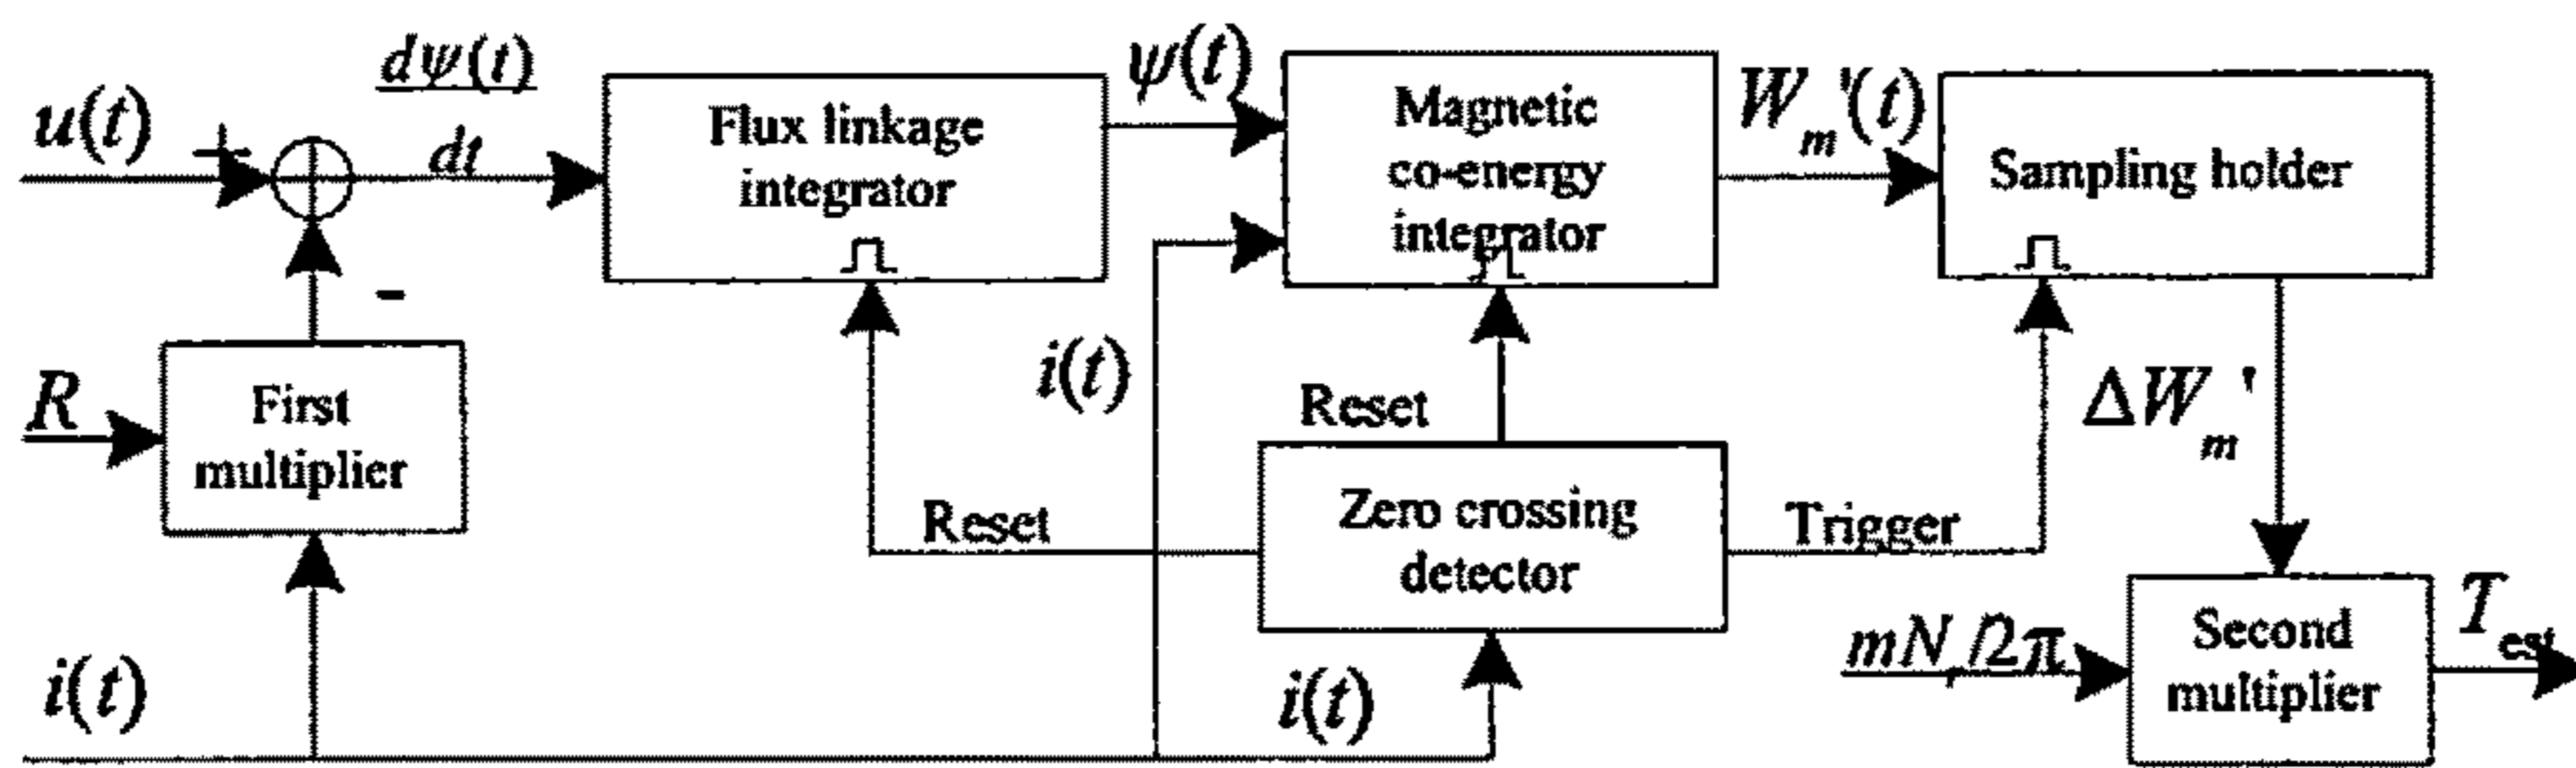 u(t)
+
dψ(t)
dt
Flux linkage
integrator
ψ(t)
Magnetic
co-energy
integrator
W_m'(t)
Sampling holder
-
R
First
multiplier
i(t)
Reset
ΔW_m'
Reset
Zero crossing
detector
Trigger
i(t)
i(t)
mN_r/2π
Second
multiplier
T_est